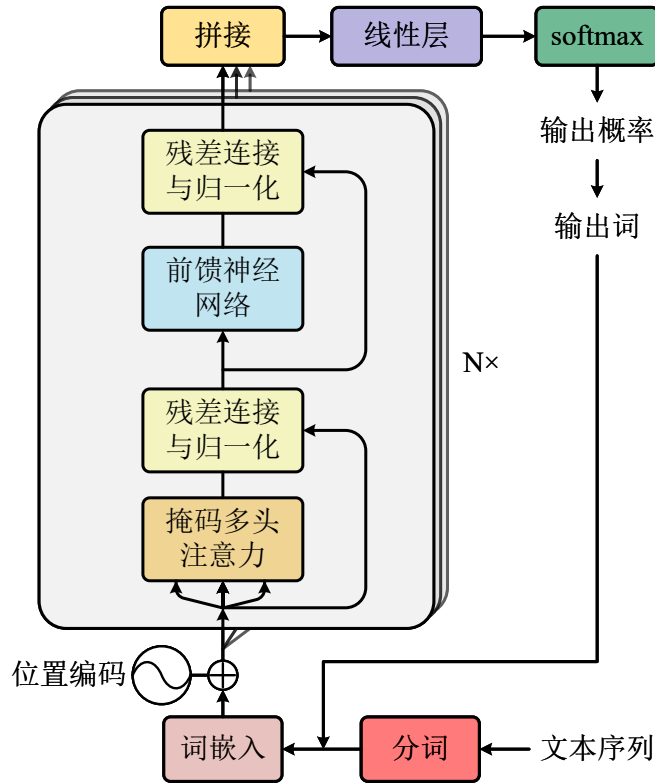 拼接
线性层
softmax
输出概率
输出词
残差连接
与归一化
前馈神经
网络
N×
残差连接
与归一化
掩码多头
注意力
位置编码
词嵌入
分词
文本序列